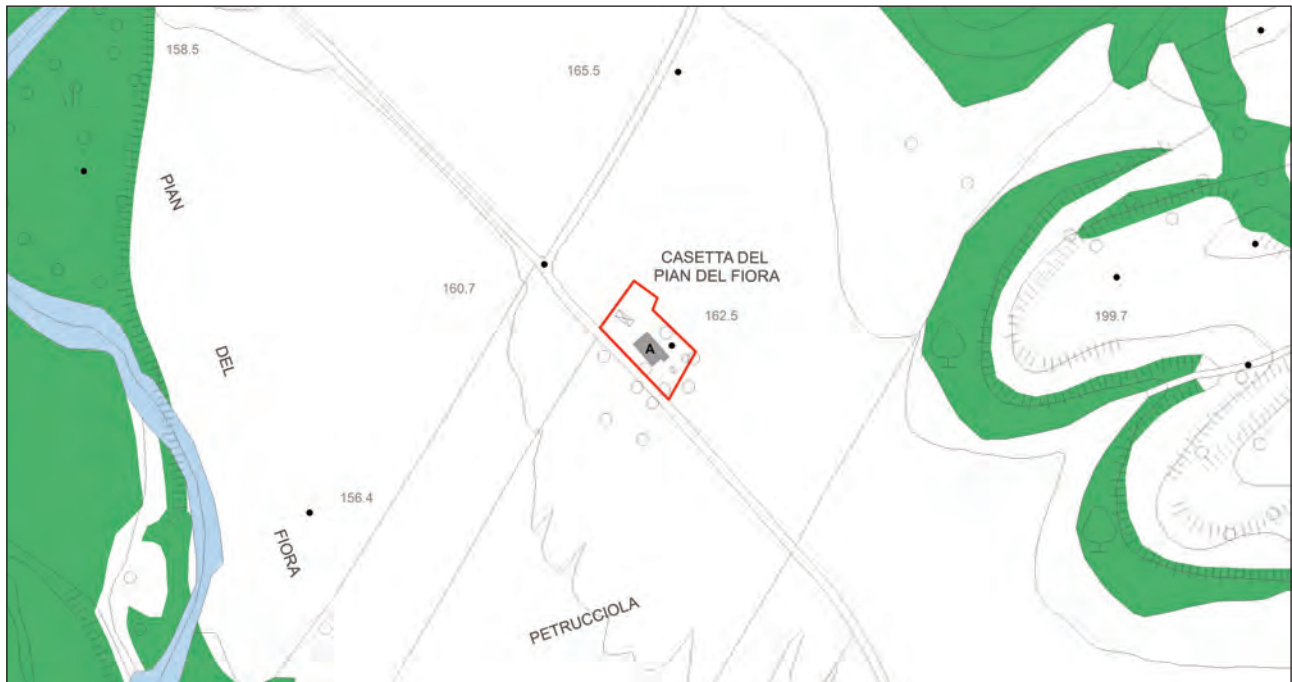 158.5
165.5
PIAN
CASETTA DEL
PIAN DEL FIORA
160.7
162.5
199.7
A
DEL
156.4
FIORA
PETRUCCIOLA